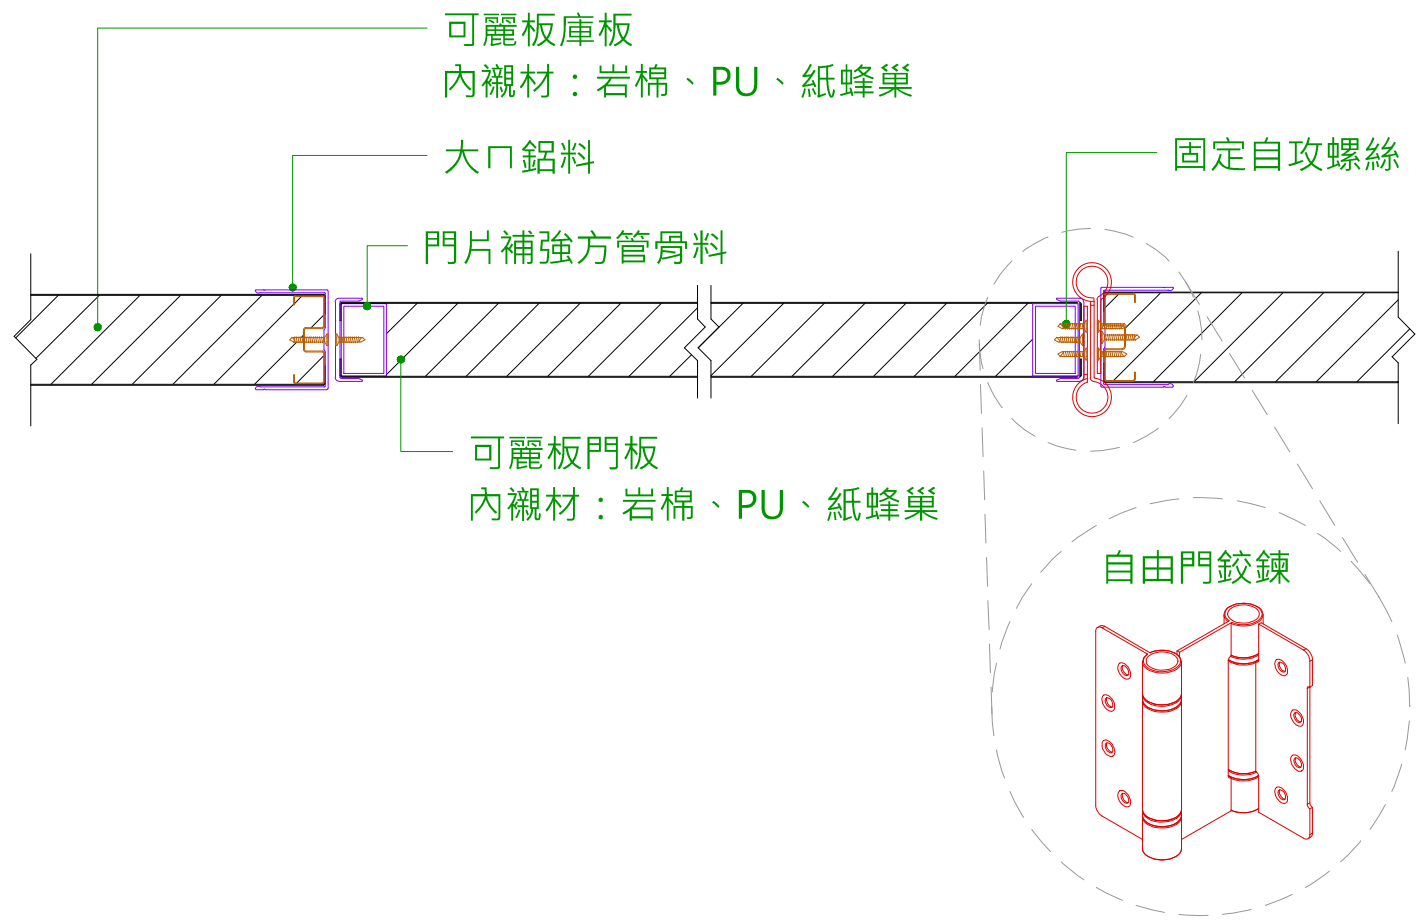 可麗板庫板
內襯材：岩棉、PU、紙蜂巢
大ㄇ鋁料
固定自攻螺絲
門片補強方管骨料
可麗板門板
內襯材：岩棉、PU、紙蜂巢
自由門鉸鍊